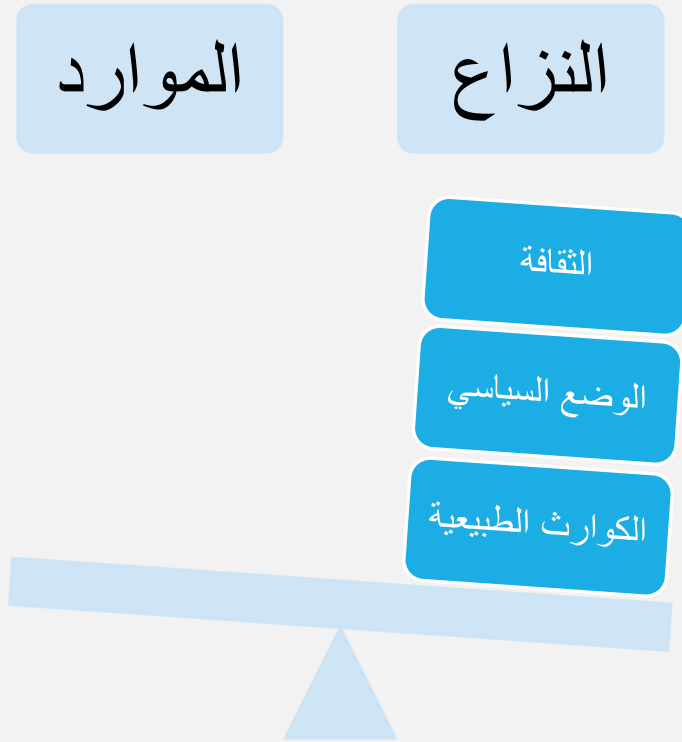 النزاع
الموارد
الثقافة
الوضع السياسي
الكوارث الطبيعية